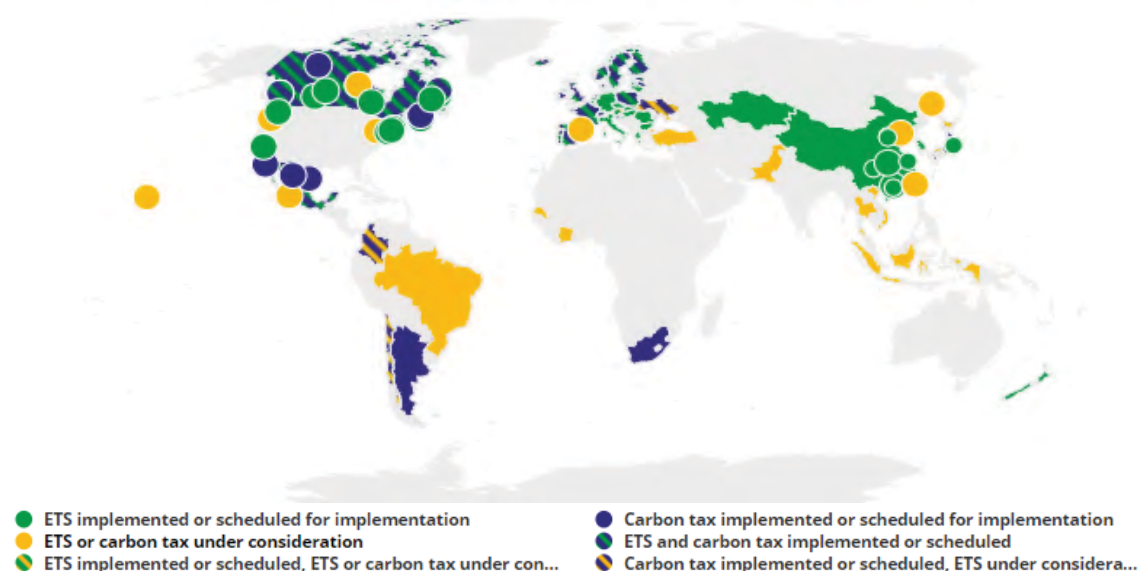 ETS implemented or scheduled for implementation
Carbon tax implemented or scheduled for implementation
ETS or carbon tax under consideration
ETS and carbon tax implemented or scheduled
ETS implemented or scheduled, ETS or carbon tax under con...
Carbon tax implemented or scheduled, ETS under considera...